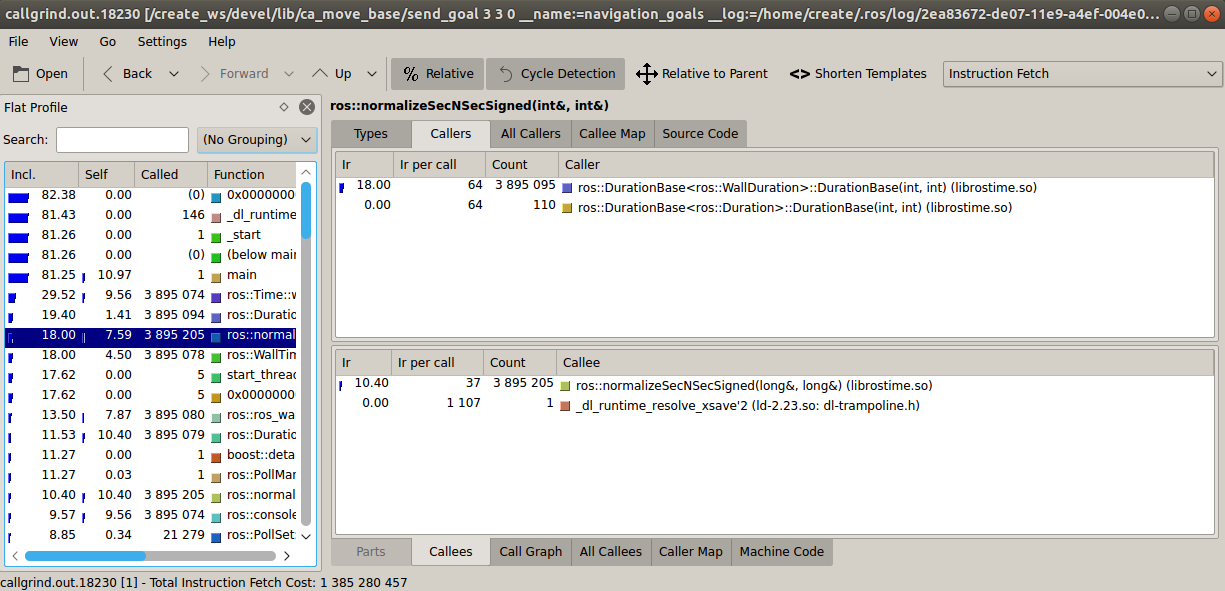 callgrind.out.18230 [/create_ws/devel/lib/ca_move_base/send_goal 3 3 0 __name:=navigation_goals __log:=/home/create/.ros/log/2ea83672-de07-11e9-a4ef-004e0...
File View Go Settings Help
Open Back Forward Up % Relative Cycle Detection Relative to Parent <> Shorten Templates Instruction Fetch
Flat Profile
Search: (No Grouping)
Incl. Self Called Function
82.38 0.00 (0) 0x0000000
81.43 0.00 146 _dl_runtime
81.26 0.00 1 _start
81.26 0.00 (0) (below mai
81.25 10.97 1 main
29.52 9.56 3 895 074 ros::Time::w
19.40 1.41 3 895 094 ros::Duratio
18.00 7.59 3 895 205 ros::normal
18.00 4.50 3 895 078 ros::WallTim
17.62 0.00 5 start_threa
17.62 0.00 5 0x0000000
13.50 7.87 3 895 080 ros::ros_wa
11.53 10.40 3 895 079 ros::Duratio
11.27 0.00 1 boost::deta
11.27 0.03 1 ros::PollMar
10.40 10.40 3 895 205 ros::normal
9.57 9.56 3 895 074 ros::console
8.85 0.34 21 279 ros::PollSet:
ros::normalizeSecNSecSigned(int&, int&)
Types Callers All Callers Callee Map Source Code
Ir Ir per call Count Caller
18.00 64 3 895 095 ros::DurationBase<ros::WallDuration>::DurationBase(int, int) (librostime.so)
0.00 64 110 ros::DurationBase<ros::Duration>::DurationBase(int, int) (librostime.so)
Ir Ir per call Count Callee
10.40 37 3 895 205 ros::normalizeSecNSecSigned(long&, long&) (librostime.so)
0.00 1 107 1 _dl_runtime_resolve_xsave'2 (ld-2.23.so: dl-trampoline.h)
Parts Callees Call Graph All Callees Caller Map Machine Code
callgrind.out.18230 [1] - Total Instruction Fetch Cost: 1 385 280 457